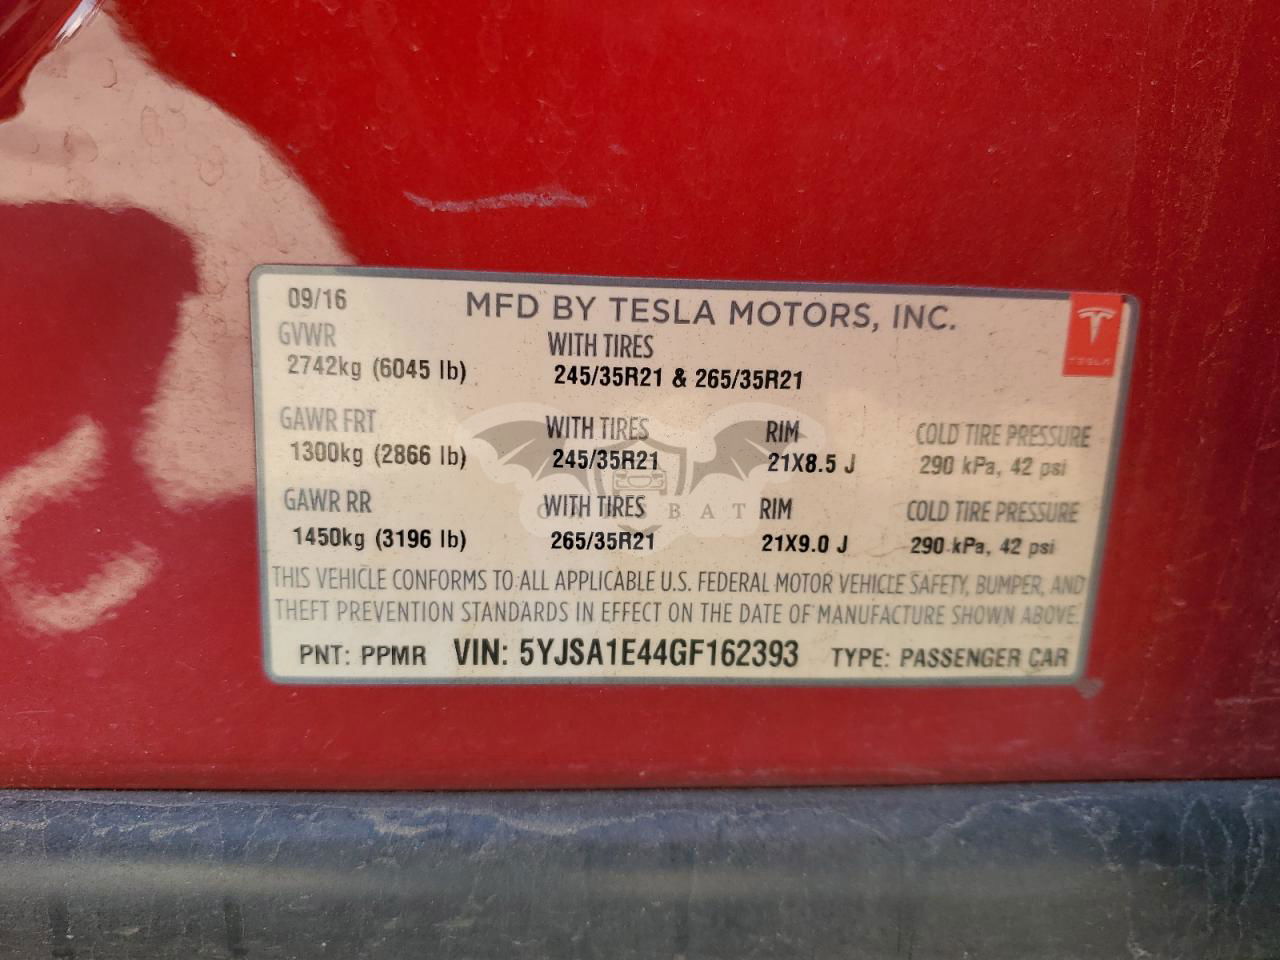 09/16 MFD BY TESLA MOTORS, INC.
TESLA
GVWR WITH TIRES
2742kg (6045 lb) 245/35R21 & 265/35R21
GAWR FRT WITH TIRES RIM COLD TIRE PRESSURE
1300kg (2866 lb) 245/35R21 21X8.5 J 290 kPa, 42 psi
GAWR RR WITH TIRES RIM COLD TIRE PRESSURE
1450kg (3196 lb) 265/35R21 21X9.0 J 290 kPa, 42 psi
THIS VEHICLE CONFORMS TO ALL APPLICABLE U.S. FEDERAL MOTOR VEHICLE SAFETY, BUMPER, AND
THEFT PREVENTION STANDARDS IN EFFECT ON THE DATE OF MANUFACTURE SHOWN ABOVE.
PNT: PPMR VIN: 5YJSA1E44GF162393 TYPE: PASSENGER CAR